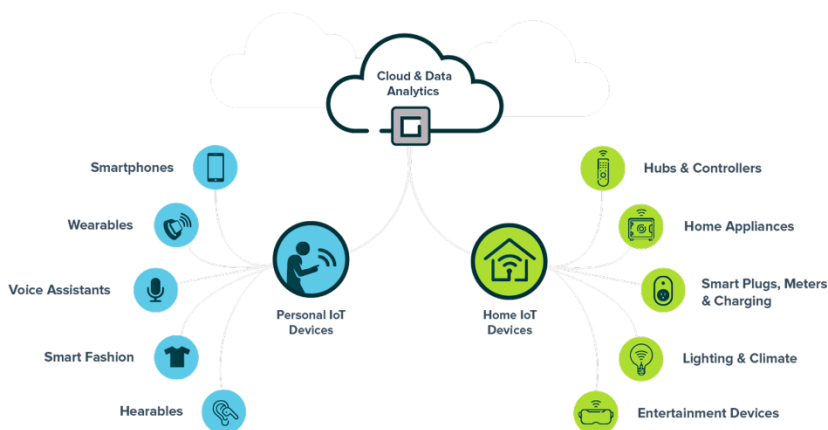 Cloud & Data
Analytics
Smartphones
Wearables
Voice Assistants
Smart Fashion
Hearables
Personal IoT
Devices
Home IoT
Devices
Hubs & Controllers
Home Appliances
Smart Plugs, Meters
& Charging
Lighting & Climate
Entertainment Devices